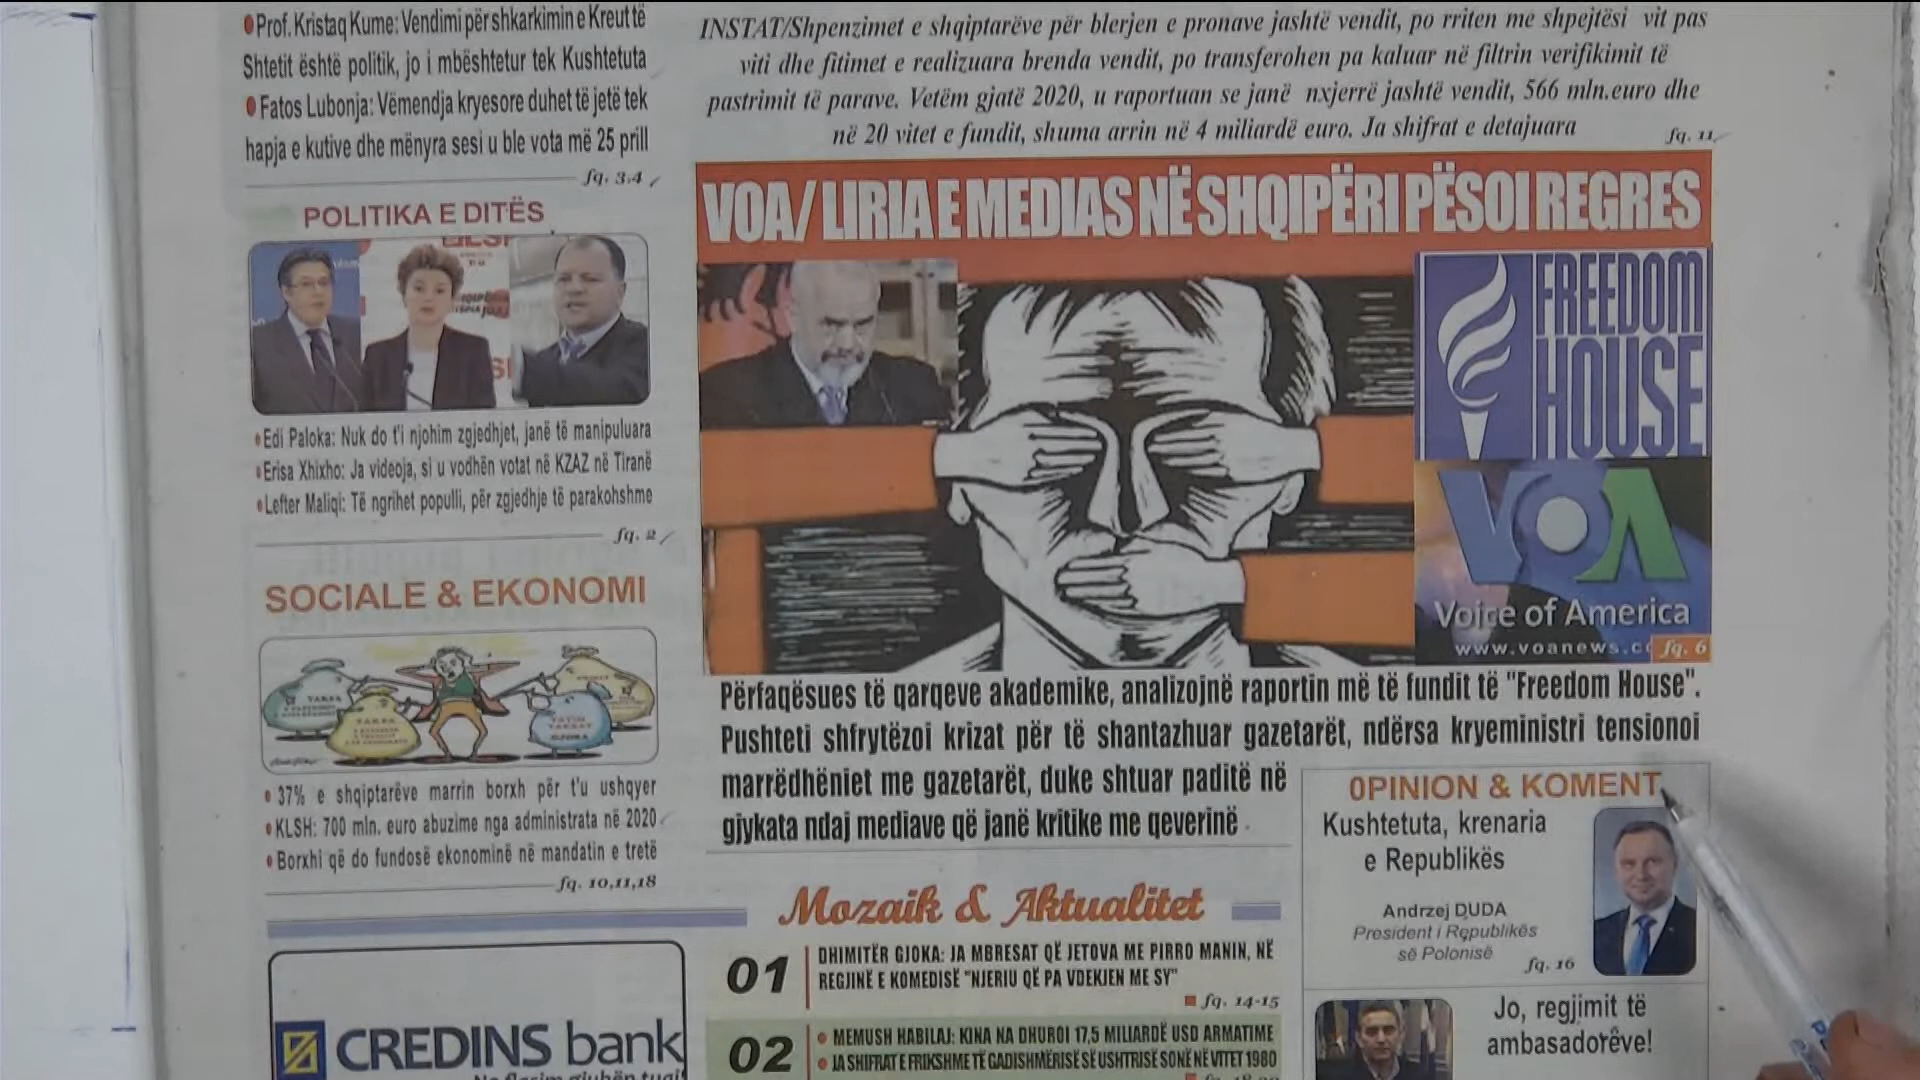 Prof. Kristaq Kume: Vendimi për shkarkimin e Kreut të
Shtetit është politik, jo i mbështetur tek Kushtetuta
Fatos Lubonja: Vëmendja kryesore duhet të jetë tek
hapja e kutive dhe mënyra sesi u ble vota më 25 prill
fq. 3,4
POLITIKA E DITËS
Edi Paloka: Nuk do t'i njohim zgjedhjet, janë të manipuluara
Erisa Xhixho: Ja videoja, si u vodhën votat në KZAZ në Tiranë
Lefter Maliqi: Të ngrihet populli, për zgjedhje të parakohshme
fq. 2
SOCIALE & EKONOMI
37% e shqiptarëve marrin borxh për t'u ushqyer
KLSH: 700 mln. euro abuzime nga administrata në 2020
Borxhi që do fundosë ekonominë në mandatin e tretë
fq. 10,11,18
CREDINS bank
INSTAT/Shpenzimet e shqiptarëve për blerjen e pronave jashtë vendit, po rriten me shpejtësi vit pas
viti dhe fitimet e realizuara brenda vendit, po transferohen pa kaluar në filtrin verifikimit të
pastrimit të parave. Vetëm gjatë 2020, u raportuan se janë nxjerrë jashtë vendit, 566 mln.euro dhe
në 20 vitet e fundit, shuma arrin në 4 miliardë euro. Ja shifrat e detajuara
fq. 11
VOA/ LIRIA E MEDIAS NË SHQIPËRI PËSOI REGRES
FREEDOM
HOUSE
VOA
Voice of America
www.voanews.co
fq. 6
Përfaqësues të qarqeve akademike, analizojnë raportin më të fundit të "Freedom House".
Pushteti shfrytëzoi krizat për të shantazhuar gazetarët, ndërsa kryeministri tensionoi
marrëdhëniet me gazetarët, duke shtuar paditë në
gjykata ndaj mediave që janë kritike me qeverinë
Mozaik & Aktualitet
01
DHIMITËR GJOKA: JA MBRESAT QË JETOVA ME PIRRO MANIN, NË
REGJINË E KOMEDISË "NJERIU QË PA VDEKJEN ME SY"
fq. 14-15
02
MEMUSH HABILAJ: KINA NA DHUROI 17,5 MILIARDË USD ARMATIME
JA SHIFRAT E FRIKSHME TË GADISHMËRISË SË USHTRISË SONË NË VITET 1980
OPINION & KOMENT
Kushtetuta, krenaria
e Republikës
Andrzej DUDA
President i Republikës
së Polonisë
fq. 16
Jo, regjimit të
ambasadorëve!